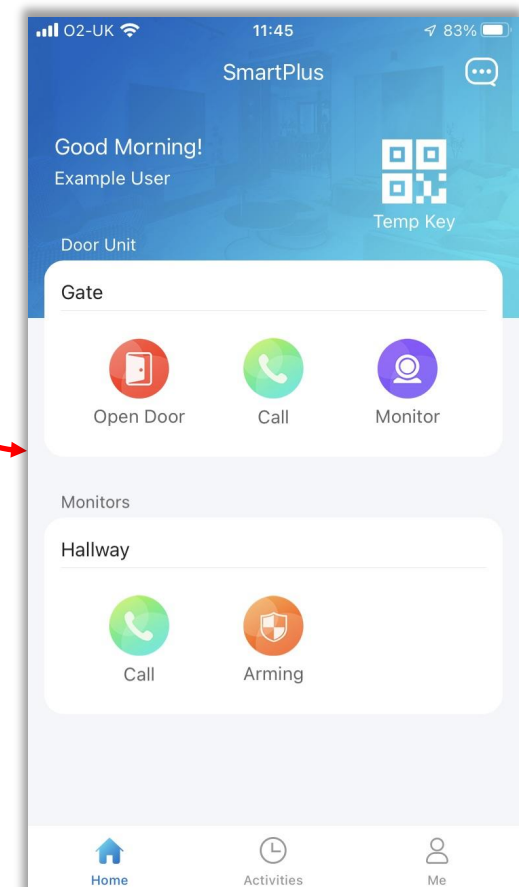 O2-UK 11:45 83%
SmartPlus
Good Morning!
Example User
Temp Key
Door Unit
Gate
Open Door Call Monitor
Monitors
Hallway
Call Arming
Home Activities Me